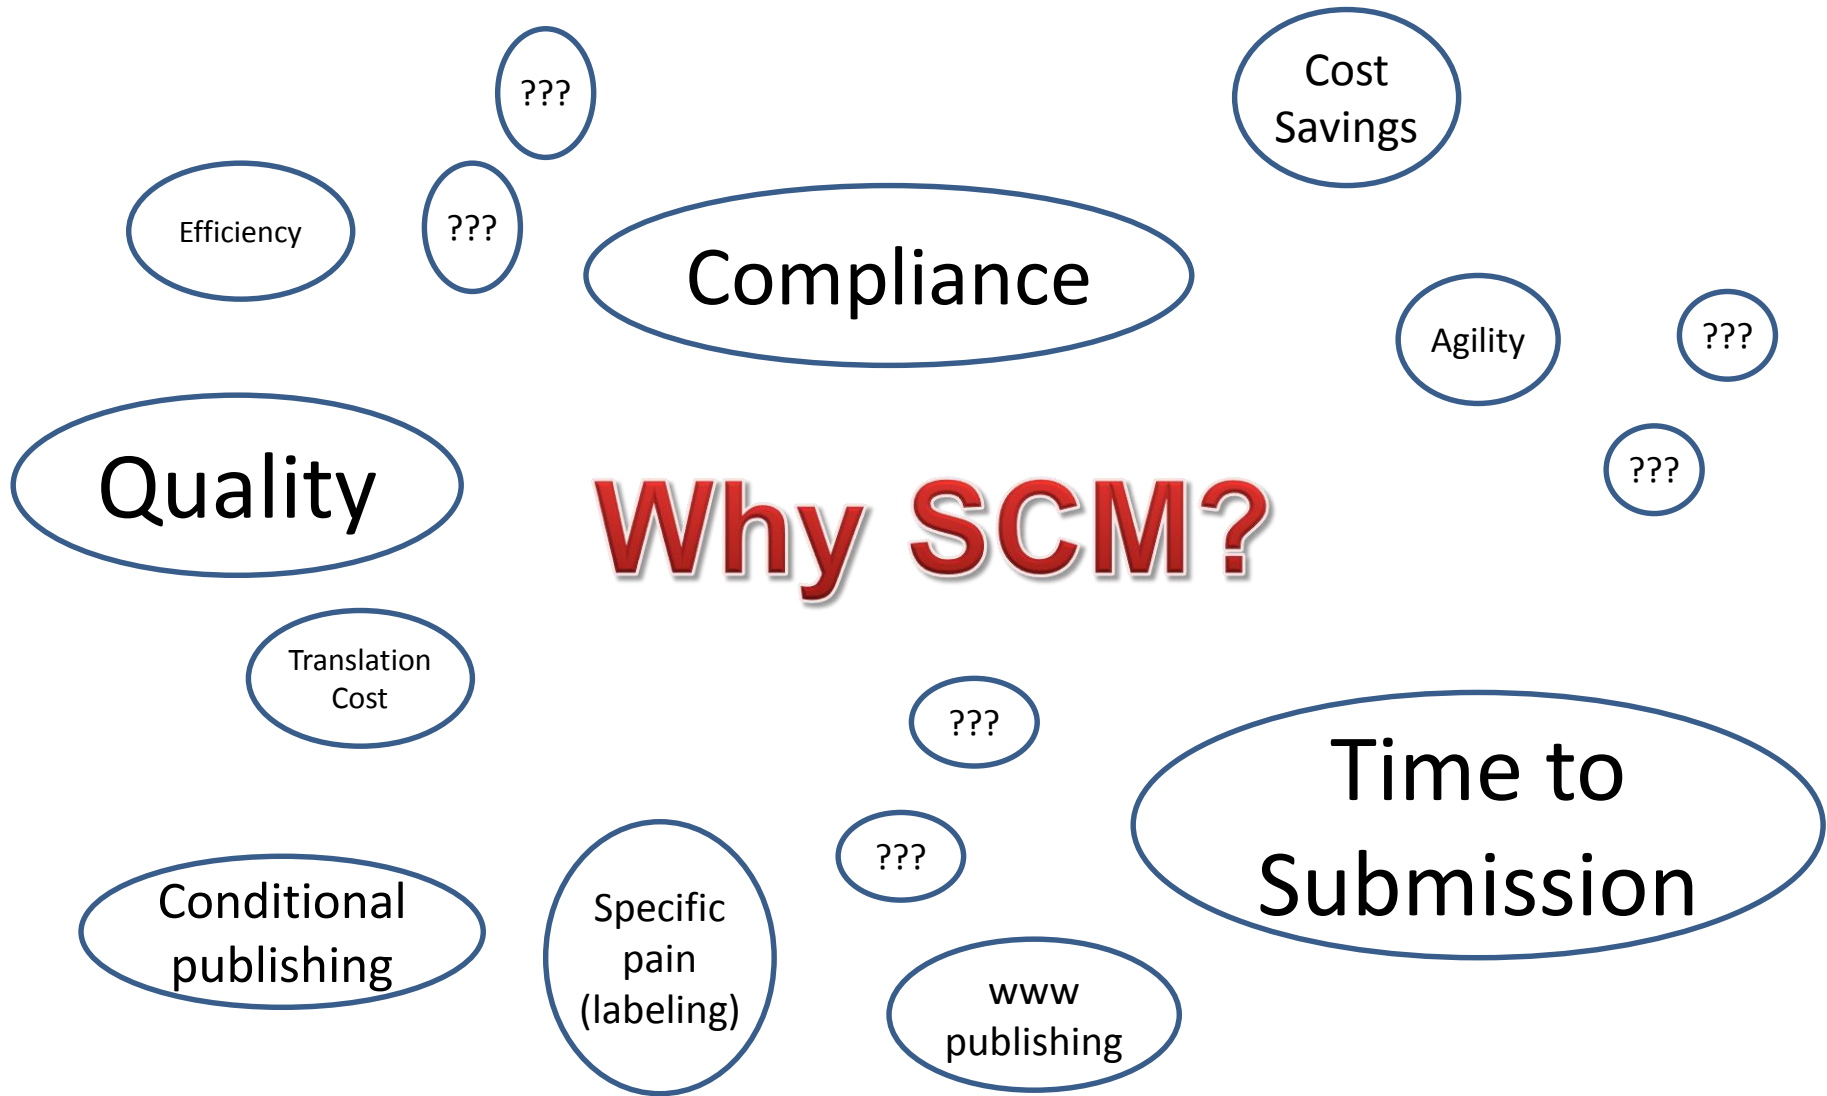 ???
Cost
Savings
Efficiency
???
Compliance
Agility
???
Quality
Why SCM?
???
Translation
Cost
???
Time to
Submission
???
Conditional
publishing
Specific
pain
(labeling)
www
publishing